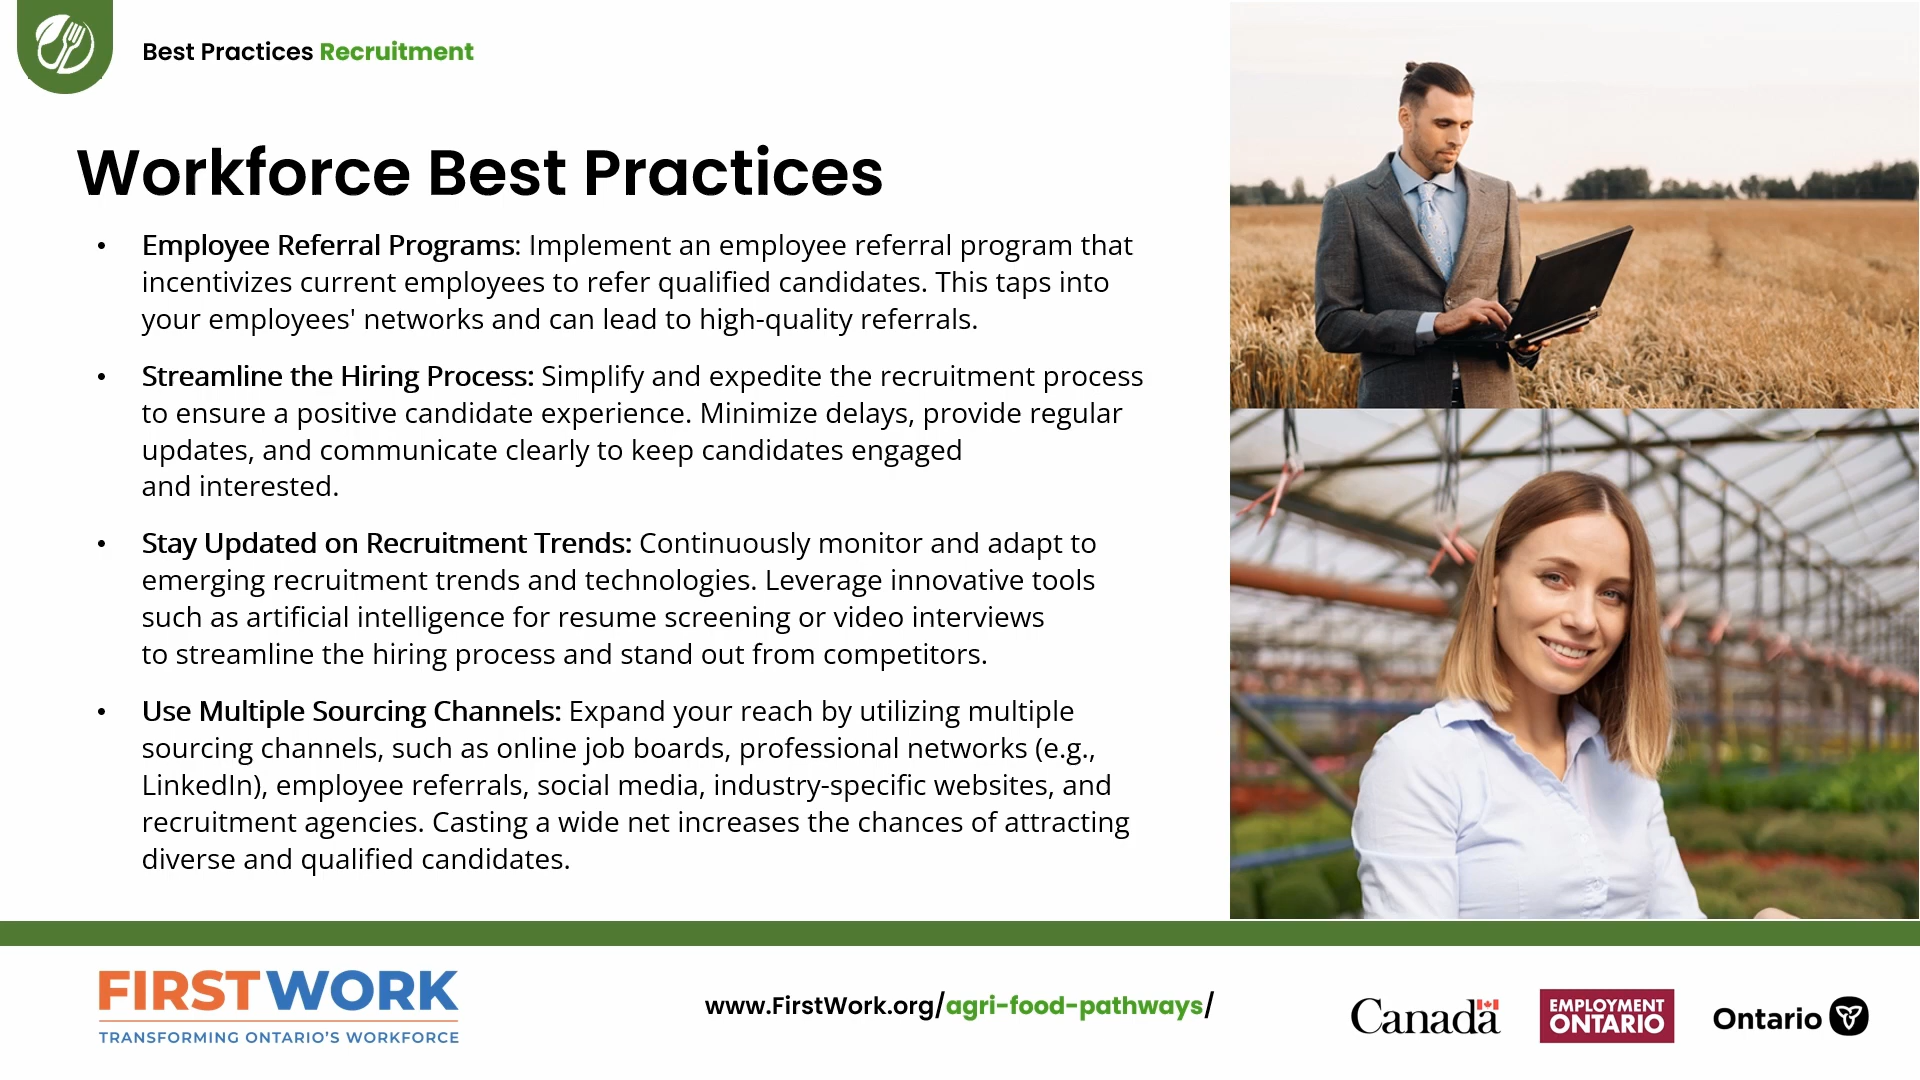 Best Practices Recruitment
Workforce Best Practices
• Employee Referral Programs: Implement an employee referral program that
incentivizes current employees to refer qualified candidates. This taps into
your employees' networks and can lead to high-quality referrals.
• Streamline the Hiring Process: Simplify and expedite the recruitment process
to ensure a positive candidate experience. Minimize delays, provide regular
updates, and communicate clearly to keep candidates engaged
and interested.
• Stay Updated on Recruitment Trends: Continuously monitor and adapt to
emerging recruitment trends and technologies. Leverage innovative tools
such as artificial intelligence for resume screening or video interviews
to streamline the hiring process and stand out from competitors.
• Use Multiple Sourcing Channels: Expand your reach by utilizing multiple
sourcing channels, such as online job boards, professional networks (e.g.,
LinkedIn), employee referrals, social media, industry-specific websites, and
recruitment agencies. Casting a wide net increases the chances of attracting
diverse and qualified candidates.
FIRSTWORK
TRANSFORMING ONTARIO'S WORKFORCE
www.FirstWork.org/agri-food-pathways/
Canada
EMPLOYMENT
ONTARIO
Ontario